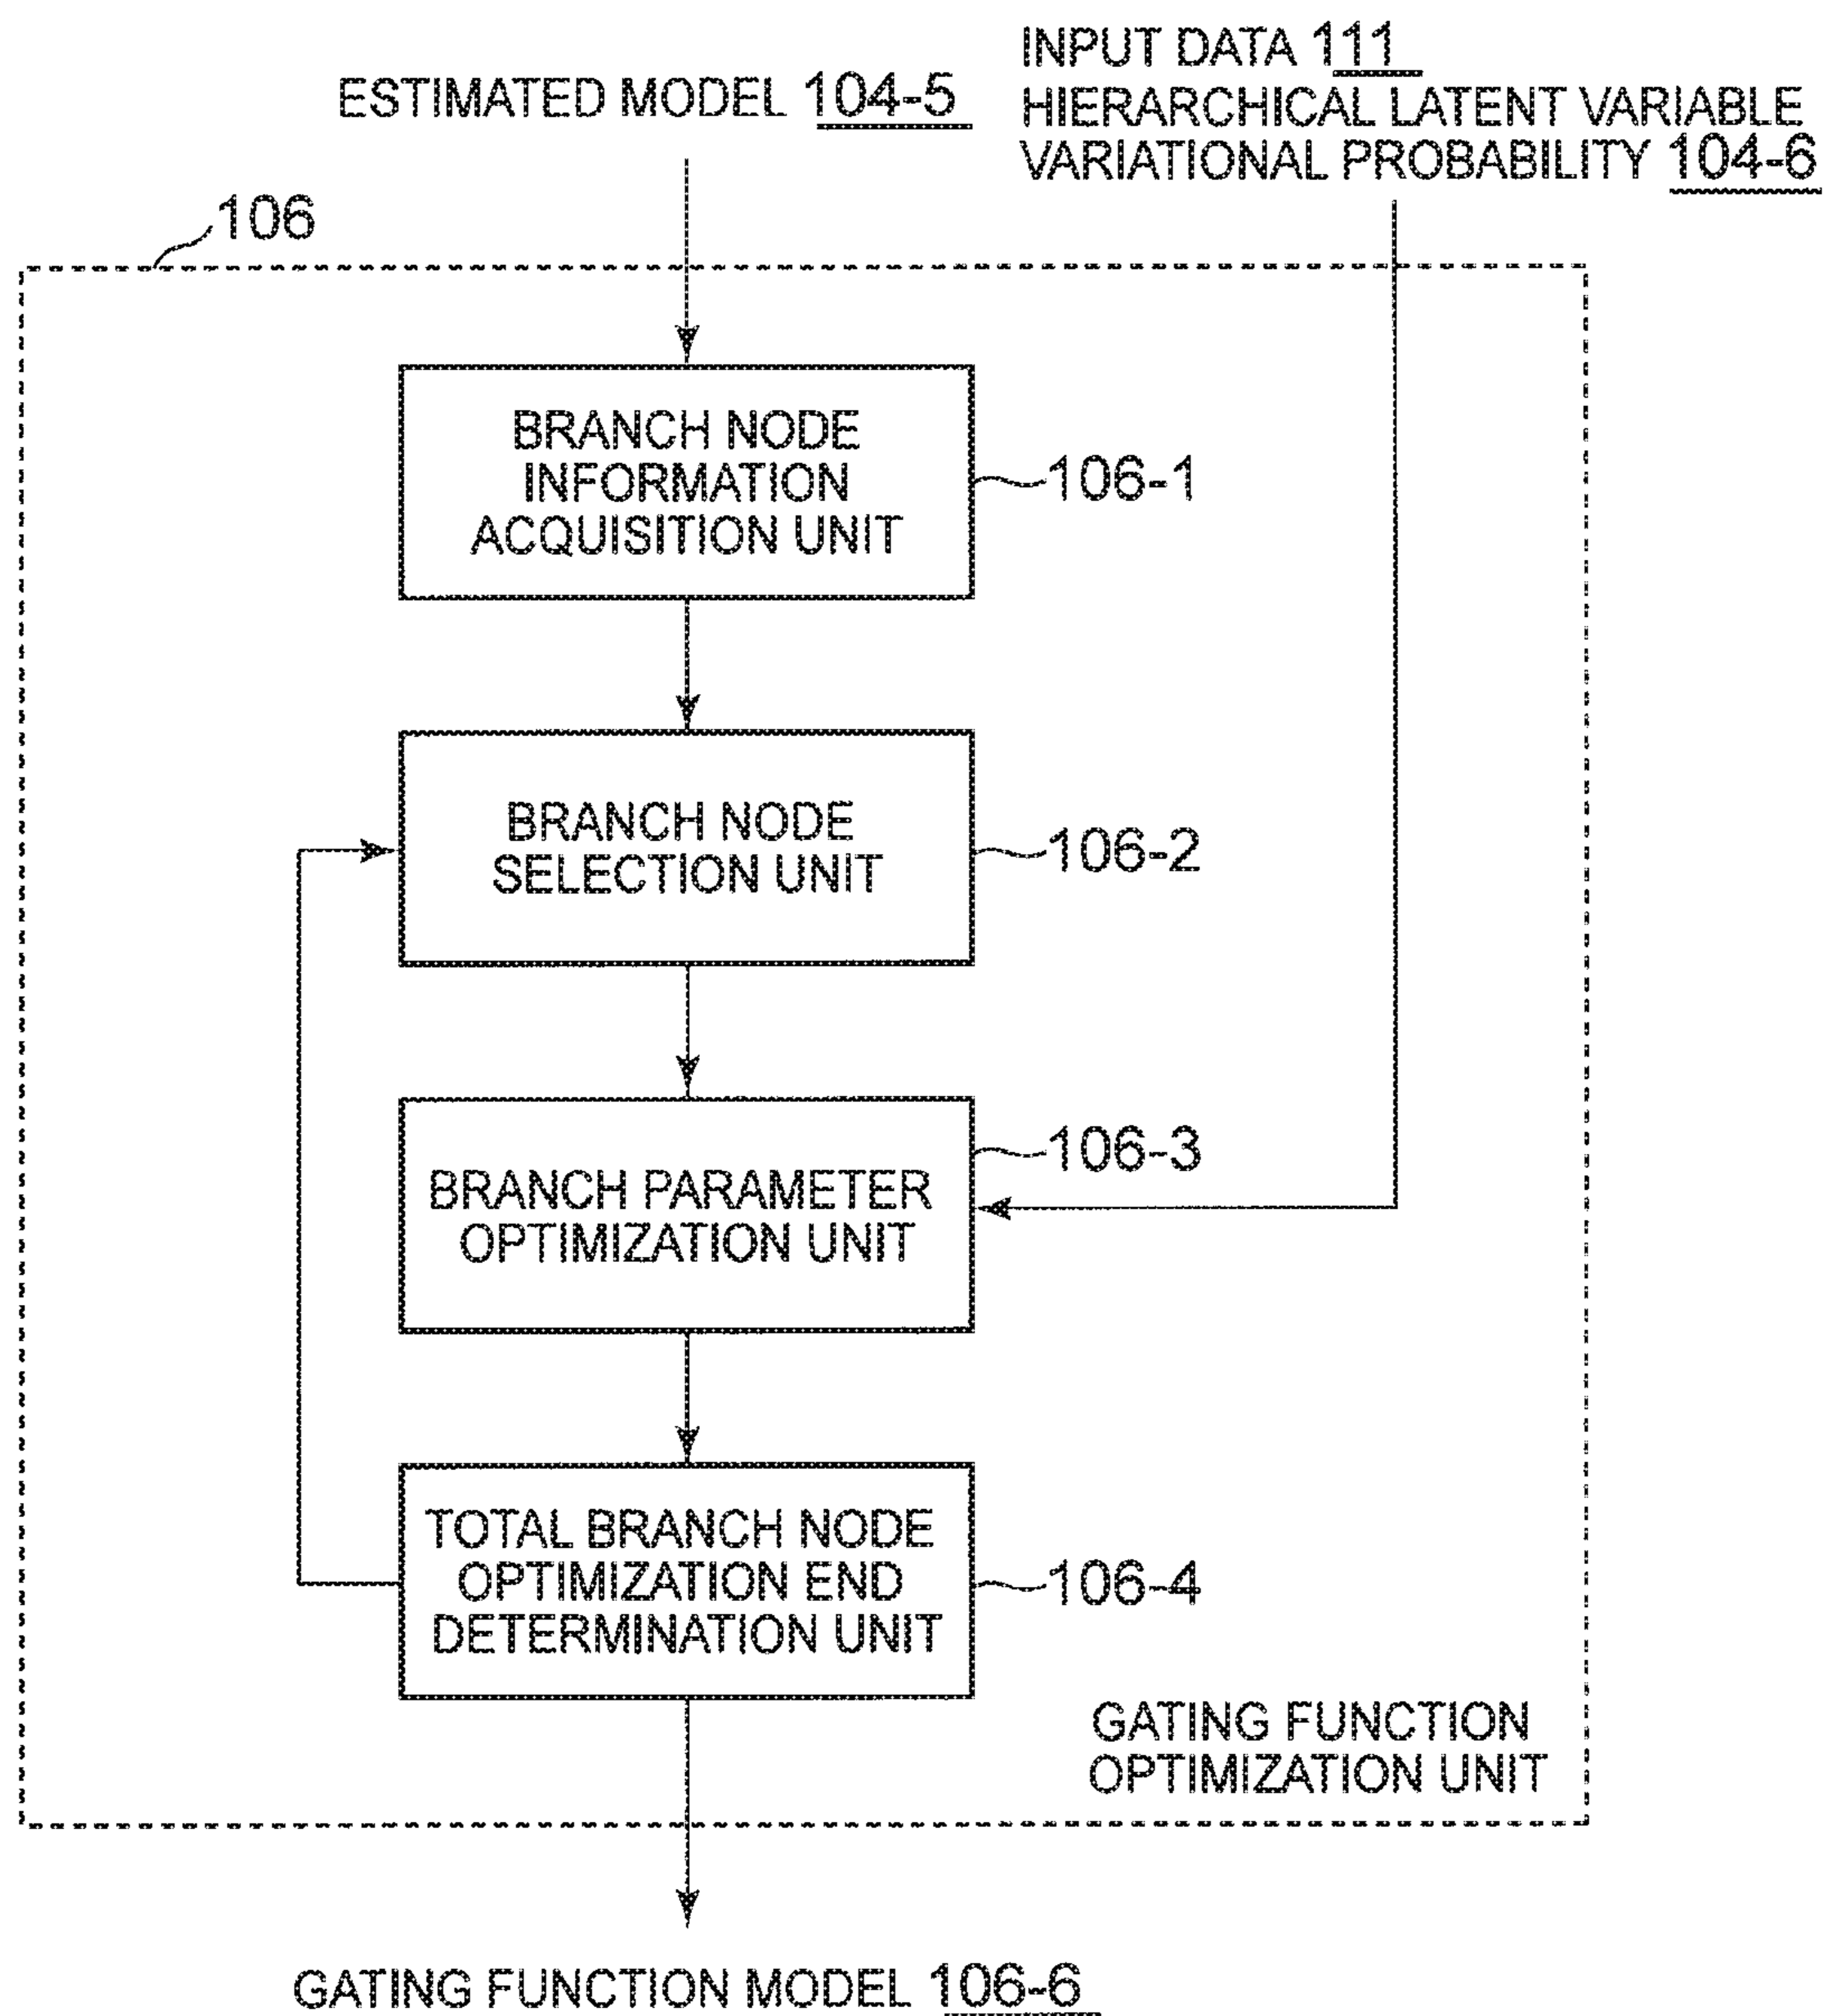 INPUT DATA 111
ESTIMATED MODEL 104-5
HIERARCHICAL LATENT VARIABLE
VARIATIONAL PROBABILITY 104-6
106
BRANCH NODE
INFORMATION
ACQUISITION UNIT
106-1
BRANCH NODE
SELECTION UNIT
106-2
BRANCH PARAMETER
OPTIMIZATION UNIT
106-3
TOTAL BRANCH NODE
OPTIMIZATION END
DETERMINATION UNIT
106-4
GATING FUNCTION
OPTIMIZATION UNIT
GATING FUNCTION MODEL 106-6